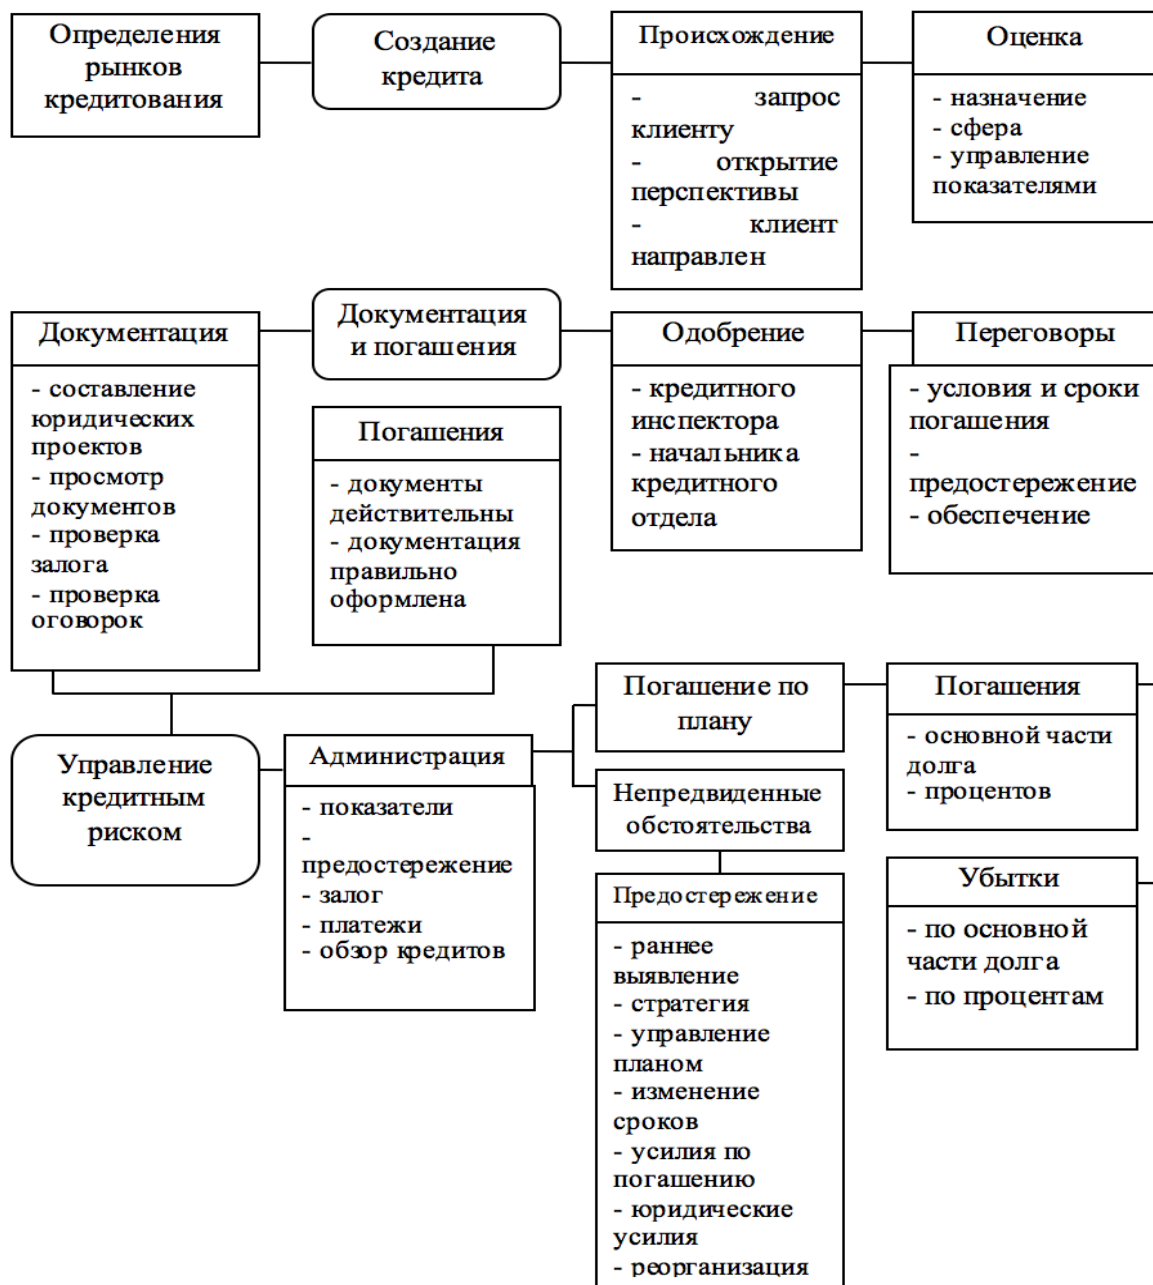 Определения
рынков
кредитования
Создание
кредита
Происхождение
- запрос
клиенту
- открытие
перспективы
- клиент
направлен
Оценка
- назначение
- сфера
- управление
показателями
Документация
- составление
юридических
проектов
- просмотр
документов
- проверка
залога
- проверка
оговорок
Документация
и погашения
Погашения
- документы
действительны
- документация
правильно
оформлена
Одобрение
- кредитного
инспектора
- начальника
кредитного
отдела
Переговоры
- условия и сроки
погашения
-
предостережение
- обеспечение
Управление
кредитным
риском
Администрация
- показатели
-
предостережение
- залог
- платежи
- обзор кредитов
Погашение по
плану
Непредвиденные
обстоятельства
Предостережение
- раннее
выявление
- стратегия
- управление
планом
- изменение
сроков
- усилия по
погашению
- юридические
усилия
- реорганизация
Погашения
- основной части
долга
- процентов
Убытки
- по основной
части долга
- по процентам